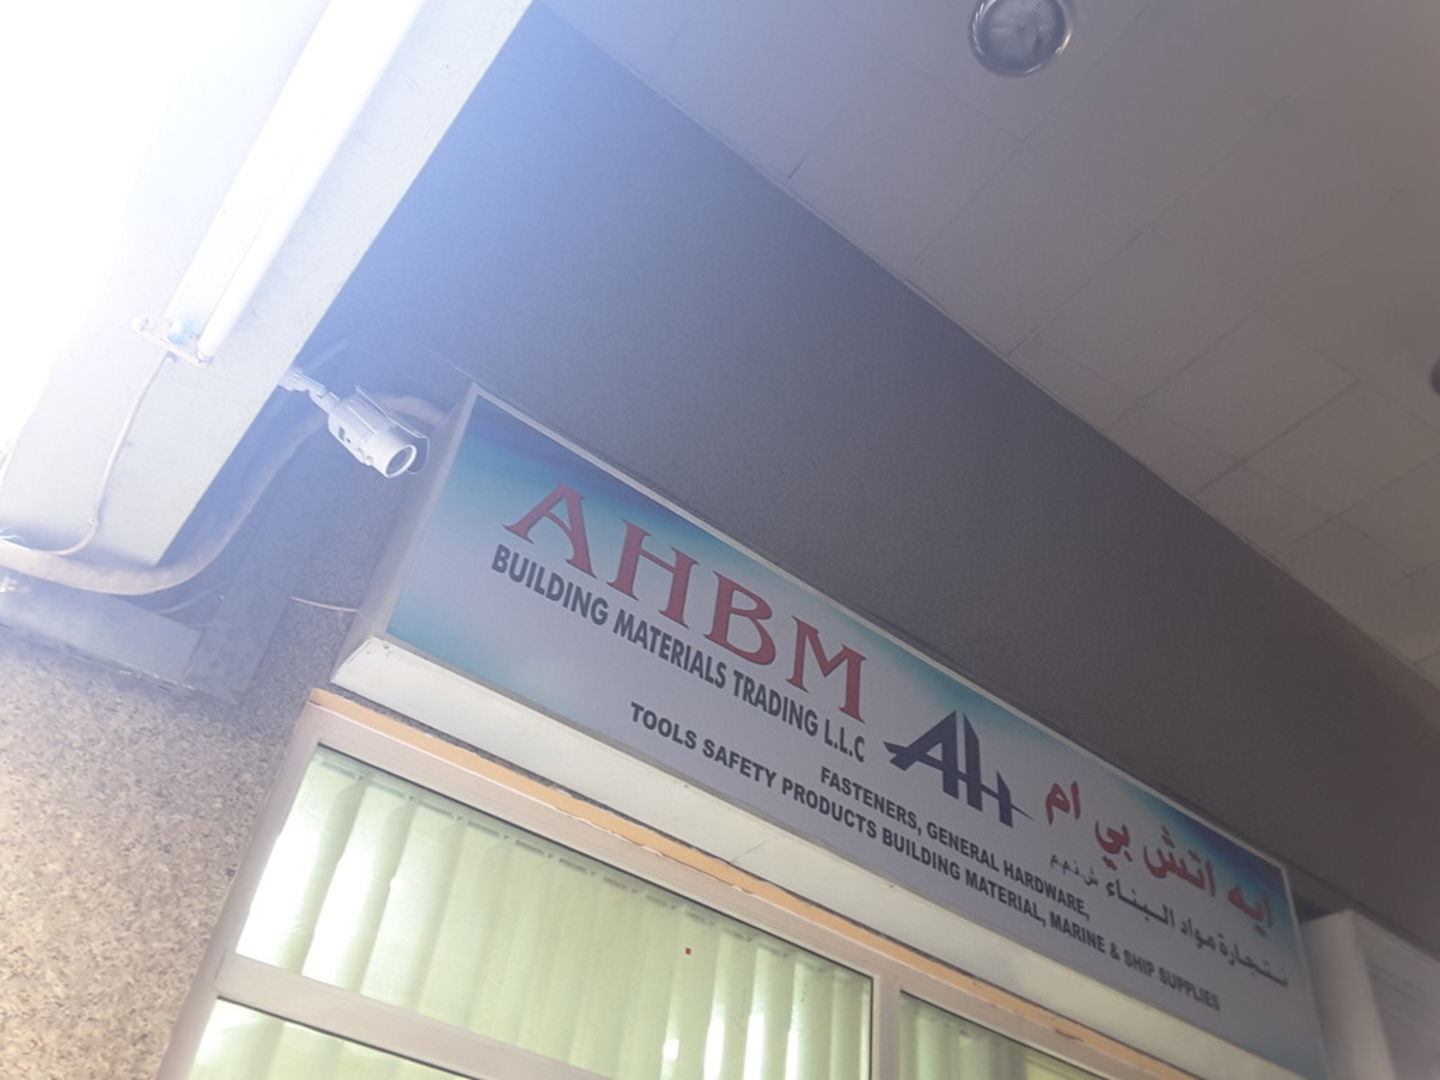 AHBM
BUILDING MATERIALS TRADING L.L.C
AH
ايه اتش بي ام
لتجارة مواد البناء ش.ذ.م.م
FASTENERS, GENERAL HARDWARE,
TOOLS SAFETY PRODUCTS BUILDING MATERIAL, MARINE & SHIP SUPPLIES